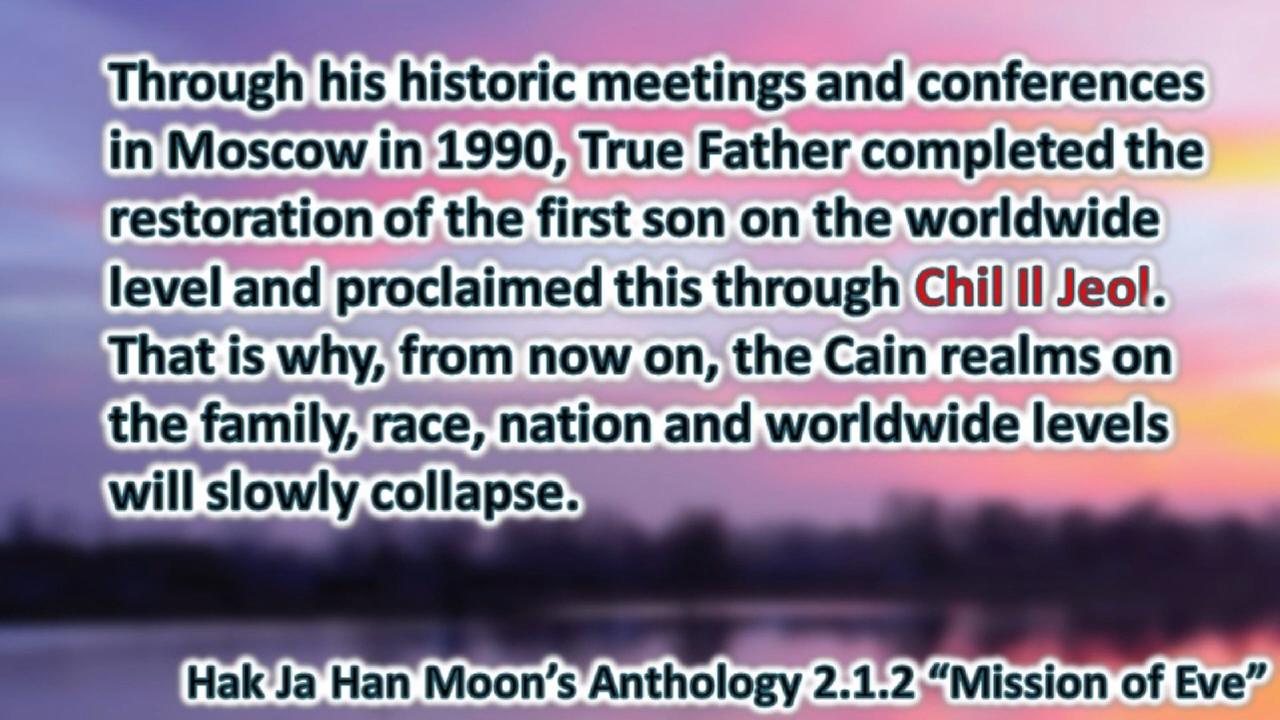 Through his historic meetings and conferences
in Moscow in 1990, True Father completed the
restoration of the first son on the worldwide
level and proclaimed this through Chil Il Jeol.
That is why, from now on, the Cain realms on
the family, race, nation and worldwide levels
will slowly collapse.
Hak Ja Han Moon’s Anthology 2.1.2 “Mission of Eve”